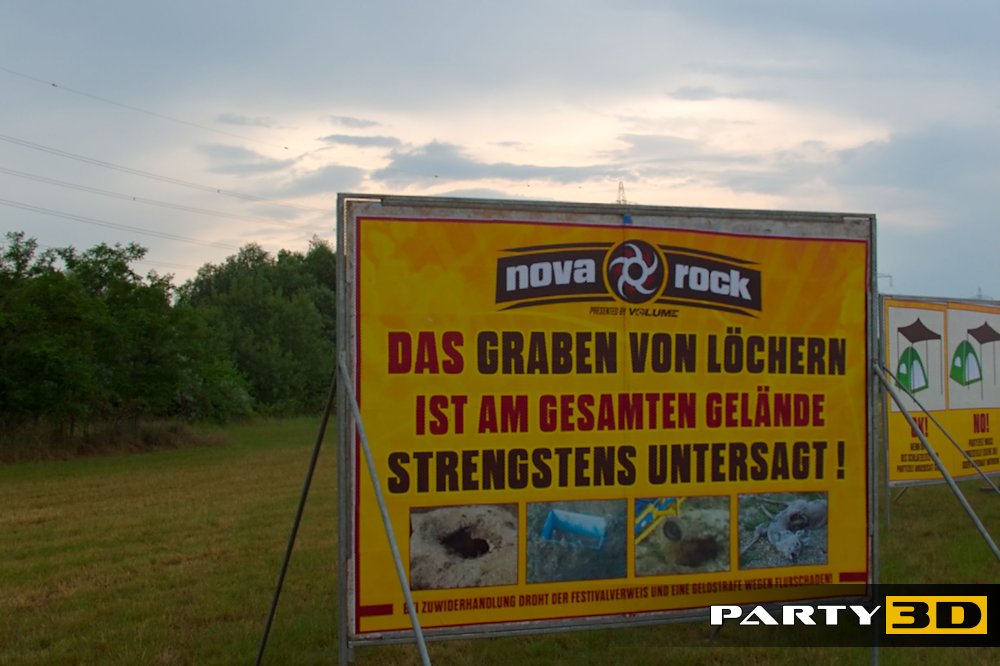 nova rock
PRESENTED BY VOLUME
DAS GRABEN VON LÖCHERN
IST AM GESAMTEN GELÄNDE
STRENGSTENS UNTERSAGT !
BEI ZUWIDERHANDLUNG DROHT DER FESTIVALVERWEIS UND EINE GELDSTRAFE WEGEN FLURSCHADEN!
OK!
NO!
PARTY3D